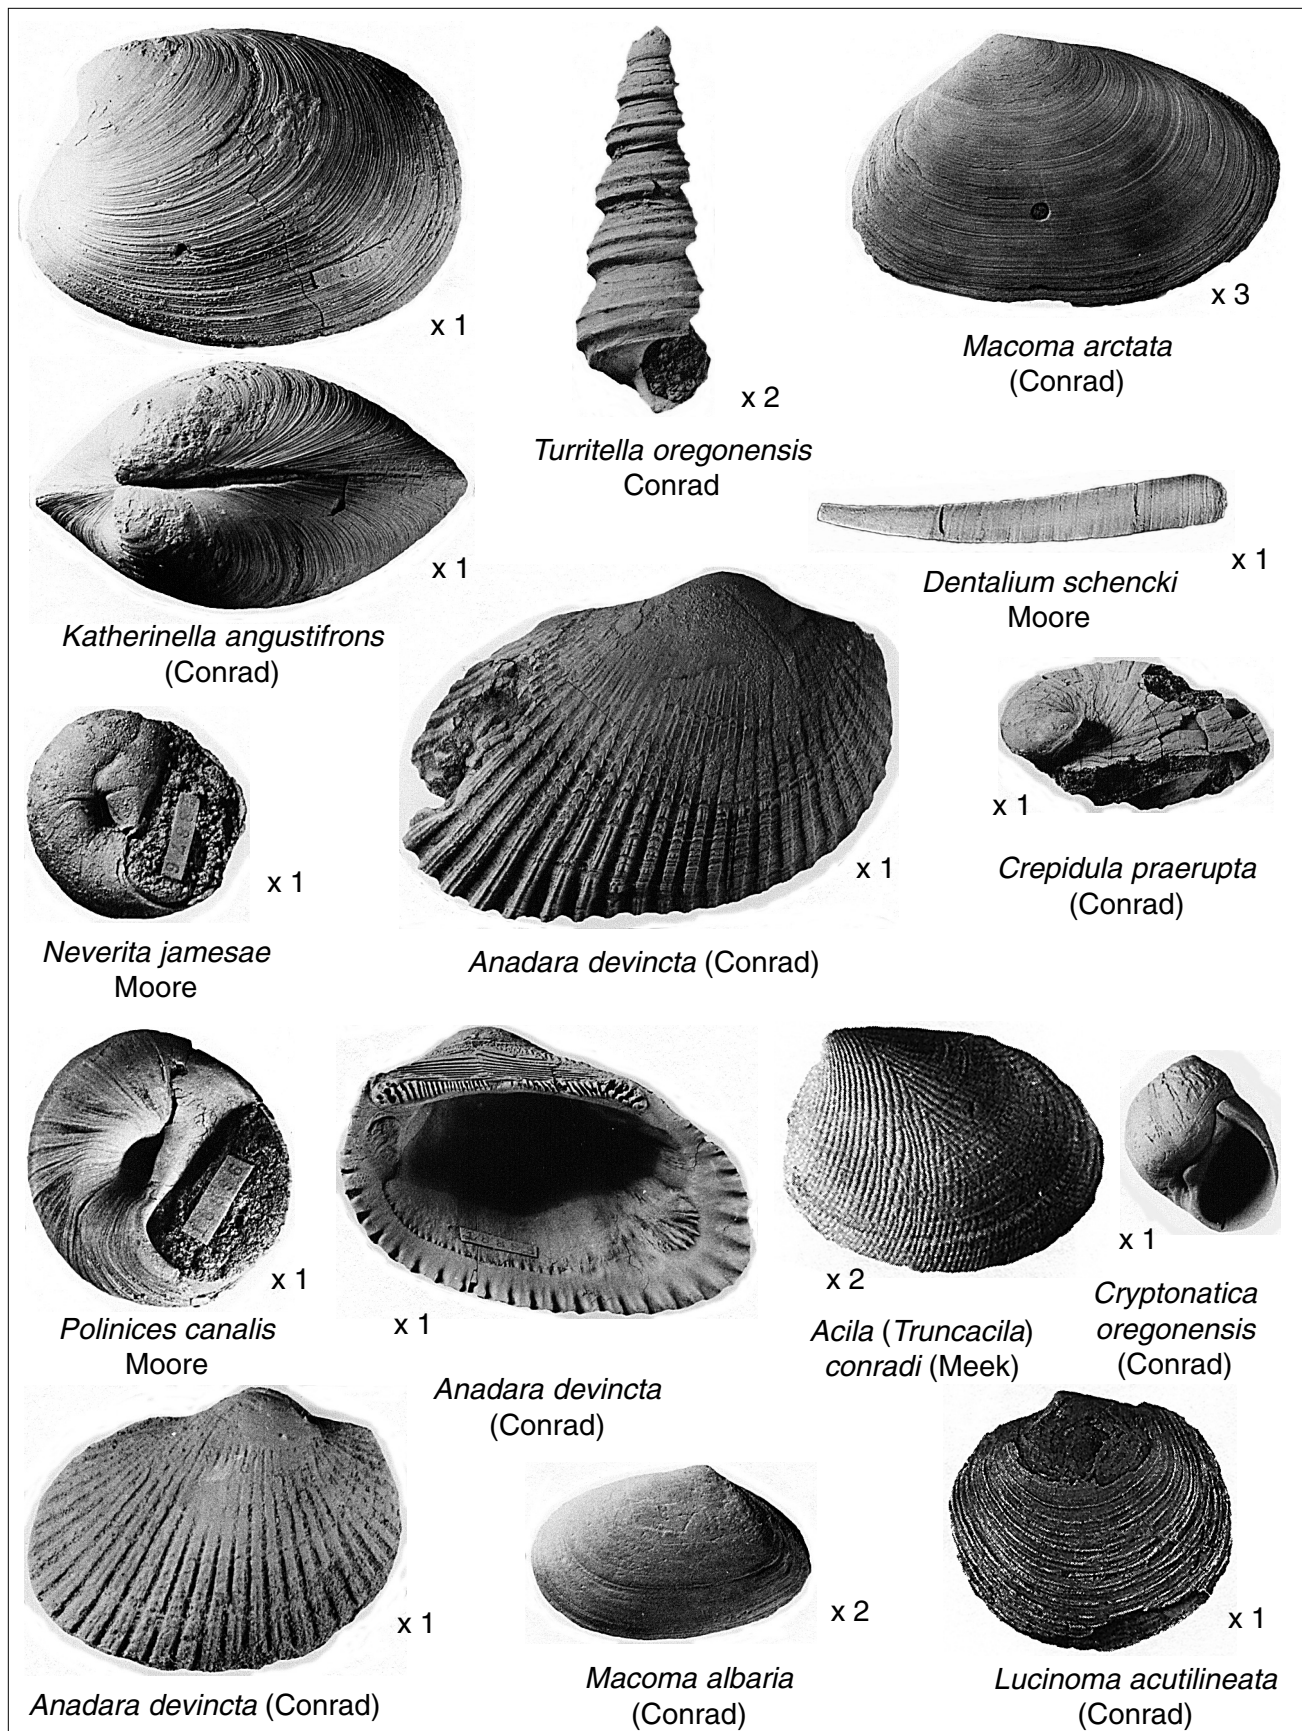 x 1
x 2
x 3
Macoma arctata
(Conrad)
Turritella oregonensis
Conrad
x 1
Katherinella angustifrons
(Conrad)
x 1
Dentalium schencki
Moore
x 1
Neverita jamesae
Moore
x 1
Anadara devincta (Conrad)
x 1
Crepidula praerupta
(Conrad)
x 1
Polinices canalis
Moore
x 1
Anadara devincta
(Conrad)
x 2
Acila (Truncacila)
conradi (Meek)
x 1
Cryptonatica
oregonensis
(Conrad)
x 1
Anadara devincta (Conrad)
x 2
Macoma albaria
(Conrad)
x 1
Lucinoma acutilineata
(Conrad)